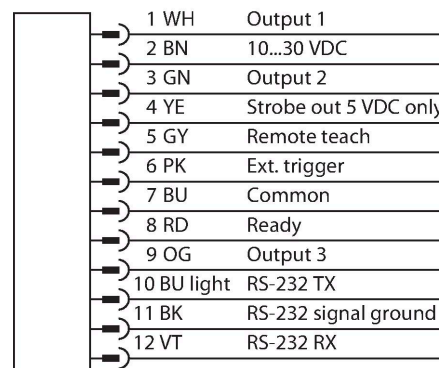 1 WH Output 1
2 BN 10...30 VDC
3 GN Output 2
4 YE Strobe out 5 VDC only
5 GY Remote teach
6 PK Ext. trigger
7 BU Common
8 RD Ready
9 OG Output 3
10 BU light RS-232 TX
11 BK RS-232 signal ground
12 VT RS-232 RX